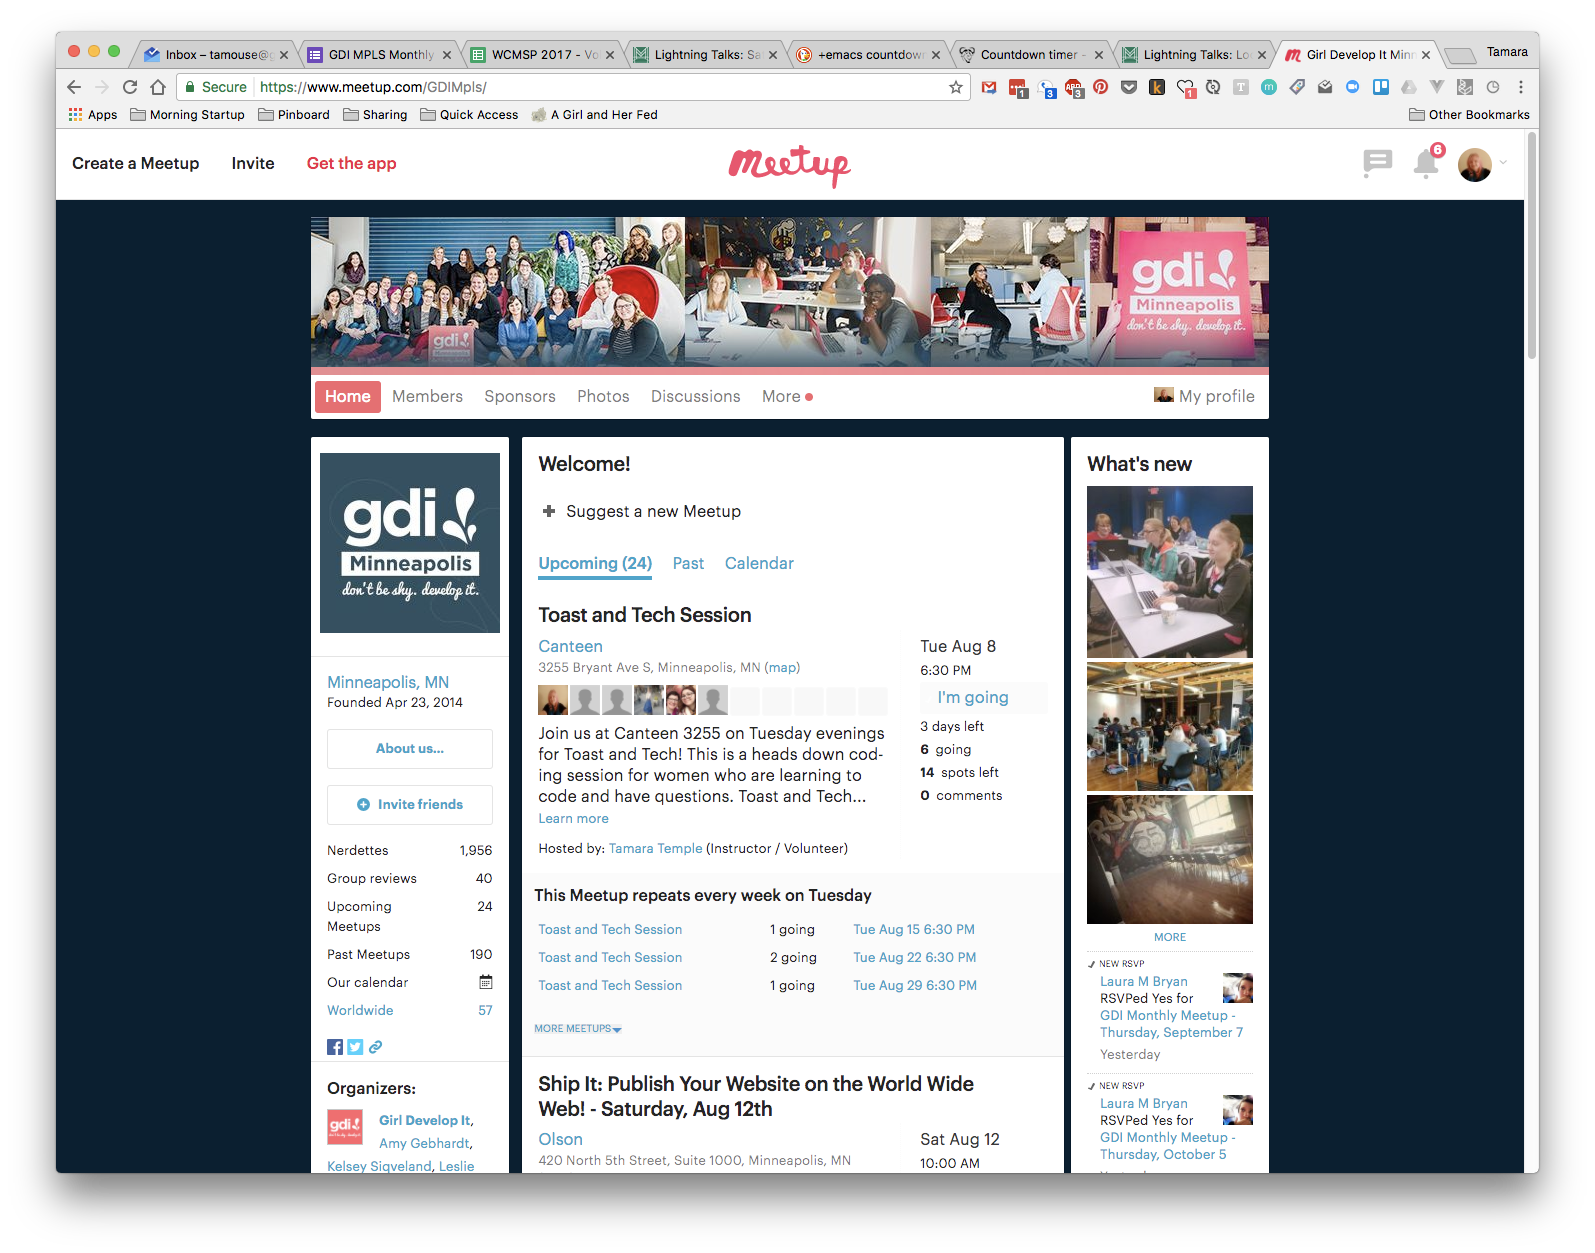 Inbox – tamouse@g
GDI MPLS Monthly
WCMSP 2017 - Vol
Lightning Talks: Sa
+emacs countdown
Countdown timer -
Lightning Talks: Lo
Girl Develop It Minn
Tamara
Secure
https://www.meetup.com/GDIMpls/
Apps
Morning Startup
Pinboard
Sharing
Quick Access
A Girl and Her Fed
Other Bookmarks
Create a Meetup
Invite
Get the app
meetup
6
gdi
gdi
Minneapolis
don't be shy. develop it.
Home
Members
Sponsors
Photos
Discussions
More
My profile
gdi
Minneapolis
don't be shy. develop it.
Minneapolis, MN
Founded Apr 23, 2014
About us...
Invite friends
Nerdettes 1,956
Group reviews 40
Upcoming Meetups 24
Past Meetups 190
Our calendar
Worldwide 57
Organizers:
gdi
Girl Develop It,
Amy Gebhardt,
Kelsey Sigveland, Leslie
Welcome!
Suggest a new Meetup
Upcoming (24)
Past
Calendar
Toast and Tech Session
Canteen
3255 Bryant Ave S, Minneapolis, MN (map)
Join us at Canteen 3255 on Tuesday evenings
for Toast and Tech! This is a heads down cod-
ing session for women who are learning to
code and have questions. Toast and Tech...
Learn more
Hosted by: Tamara Temple (Instructor / Volunteer)
Tue Aug 8
6:30 PM
I'm going
3 days left
6 going
14 spots left
0 comments
This Meetup repeats every week on Tuesday
Toast and Tech Session 1 going Tue Aug 15 6:30 PM
Toast and Tech Session 2 going Tue Aug 22 6:30 PM
Toast and Tech Session 1 going Tue Aug 29 6:30 PM
MORE MEETUPS
Ship It: Publish Your Website on the World Wide
Web! - Saturday, Aug 12th
Olson
420 North 5th Street, Suite 1000, Minneapolis, MN
Sat Aug 12
10:00 AM
What's new
MORE
NEW RSVP
Laura M Bryan
RSVPed Yes for
GDI Monthly Meetup -
Thursday, September 7
Yesterday
NEW RSVP
Laura M Bryan
RSVPed Yes for
GDI Monthly Meetup -
Thursday, October 5